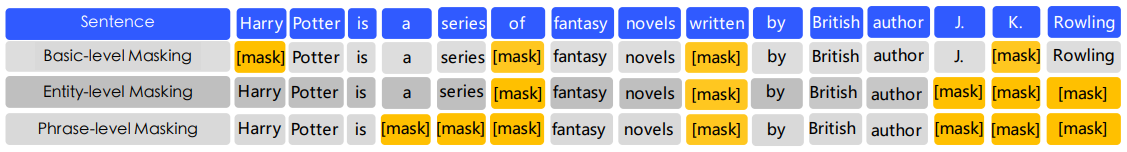 Sentence Harry Potter is a series of fantasy novels written by British author J. K. Rowling
Basic-level Masking [mask] Potter is a series [mask] fantasy novels [mask] by British author J. [mask] Rowling
Entity-level Masking Harry Potter is a series [mask] fantasy novels [mask] by British author [mask] [mask] [mask]
Phrase-level Masking Harry Potter is [mask] [mask] [mask] fantasy novels [mask] by British author [mask] [mask] [mask]